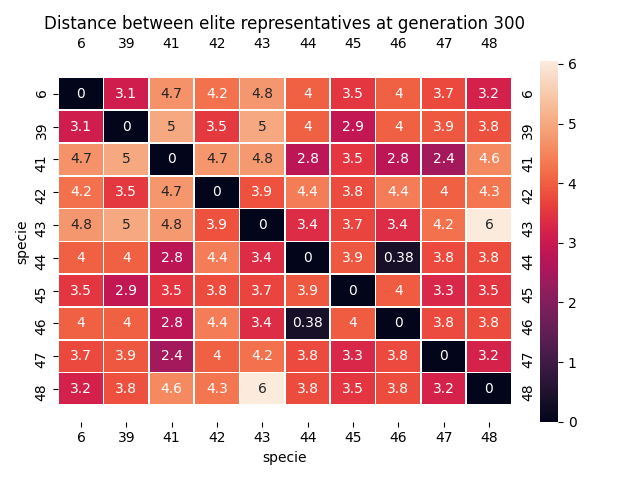 Distance between elite representatives at generation 300
6 39 41 42 43 44 45 46 47 48
6 0 3.1 4.7 4.2 4.8 4 3.5 4 3.7 3.2 6
39 3.1 0 5 3.5 5 4 2.9 4 3.9 3.8 39
41 4.7 5 0 4.7 4.8 2.8 3.5 2.8 2.4 4.6 41
42 4.2 3.5 4.7 0 3.9 4.4 3.8 4.4 4 4.3 42
43 4.8 5 4.8 3.9 0 3.4 3.7 3.4 4.2 6 43
44 4 4 2.8 4.4 3.4 0 3.9 0.38 3.8 3.8 44
45 3.5 2.9 3.5 3.8 3.7 3.9 0 4 3.3 3.5 45
46 4 4 2.8 4.4 3.4 0.38 4 0 3.8 3.8 46
47 3.7 3.9 2.4 4 4.2 3.8 3.3 3.8 0 3.2 47
48 3.2 3.8 4.6 4.3 6 3.8 3.5 3.8 3.2 0 48
6 39 41 42 43 44 45 46 47 48
specie
specie
6
5
4
3
2
1
0